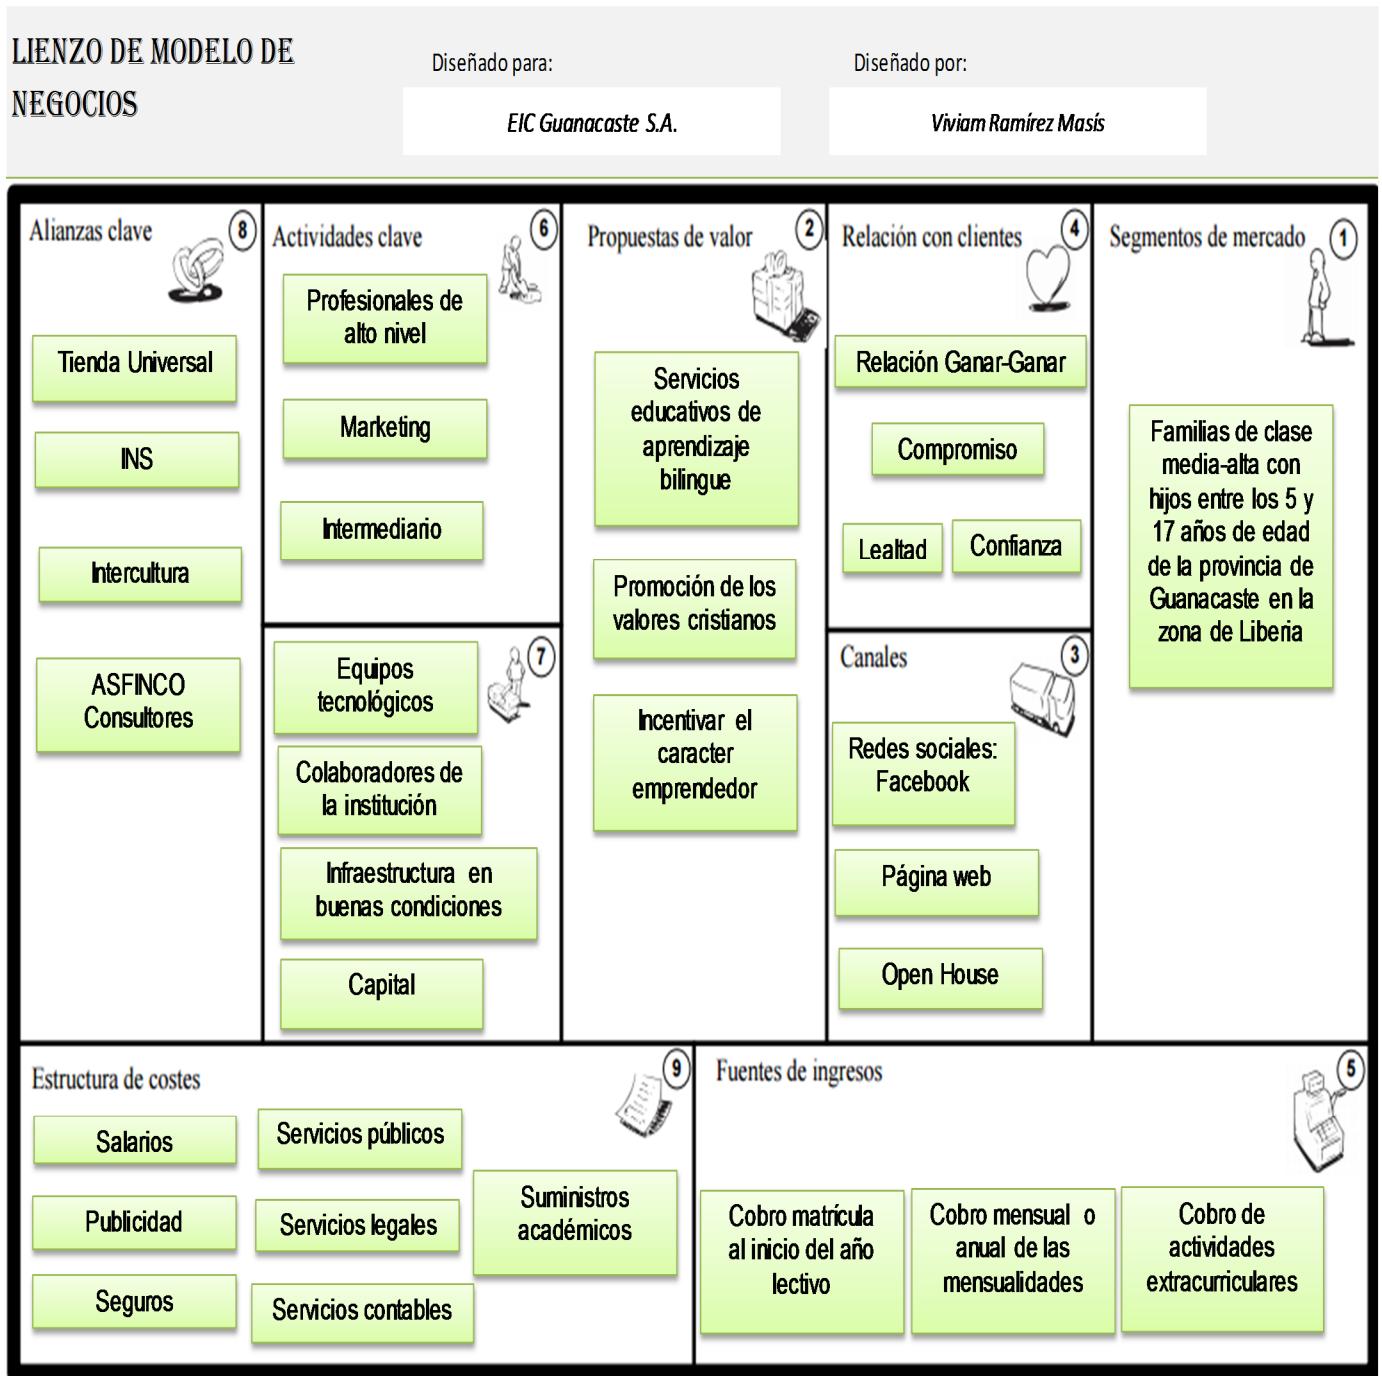 LIENZO DE MODELO DE
NEGOCIOS
Diseñado para:
EIC Guanacaste S.A.
Diseñado por:
Viviam Ramírez Masís
Alianzas clave
8
Tienda Universal
INS
Intercultura
ASFINCO
Consultores
Actividades clave
6
Profesionales de
alto nivel
Marketing
Intermediario
7
Equipos
tecnológicos
Colaboradores de
la institución
Infraestructura en
buenas condiciones
Capital
Propuestas de valor
2
Servicios
educativos de
aprendizaje
bilingue
Promoción de los
valores cristianos
Incentivar el
caracter
emprendedor
Relación con clientes
4
Relación Ganar-Ganar
Compromiso
Lealtad
Confianza
Canales
3
Redes sociales:
Facebook
Página web
Open House
Segmentos de mercado
1
Familias de clase
media-alta con
hijos entre los 5 y
17 años de edad
de la provincia de
Guanacaste en la
zona de Liberia
Estructura de costes
9
Salarios
Publicidad
Seguros
Servicios públicos
Servicios legales
Servicios contables
Suministros
académicos
Fuentes de ingresos
5
Cobro matrícula
al inicio del año
lectivo
Cobro mensual o
anual de las
mensualidades
Cobro de
actividades
extracurriculares